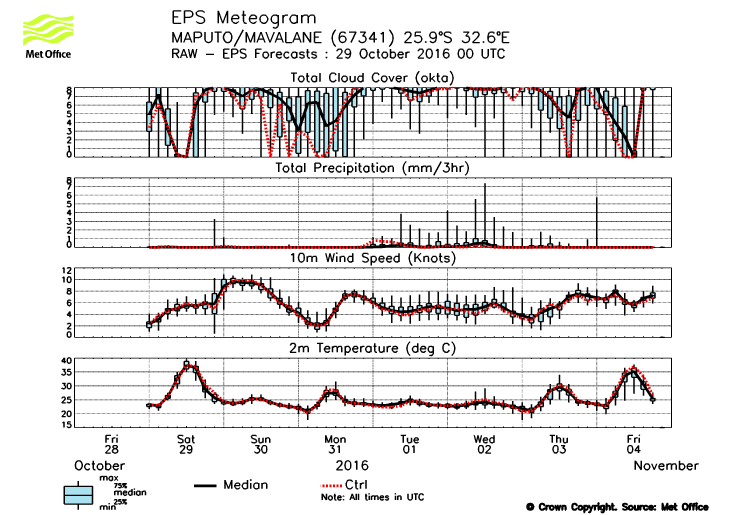 EPS Meteogram
MAPUTO/MAVALANE (67341) 25.9°S 32.6°E
RAW – EPS Forecasts : 29 October 2016 00 UTC
Met Office
Total Cloud Cover (okta)
8
7
6
5
4
3
2
1
0
Total Precipitation (mm/3hr)
8
7
6
5
4
3
2
1
0
10m Wind Speed (Knots)
12
10
8
6
4
2
0
2m Temperature (deg C)
40
35
30
25
20
15
Fri Sat Sun Mon Tue Wed Thu Fri
28 29 30 31 01 02 03 04
October 2016 November
max
75%
median
25%
min
Median Ctrl
Note: All times in UTC
© Crown Copyright. Source: Met Office